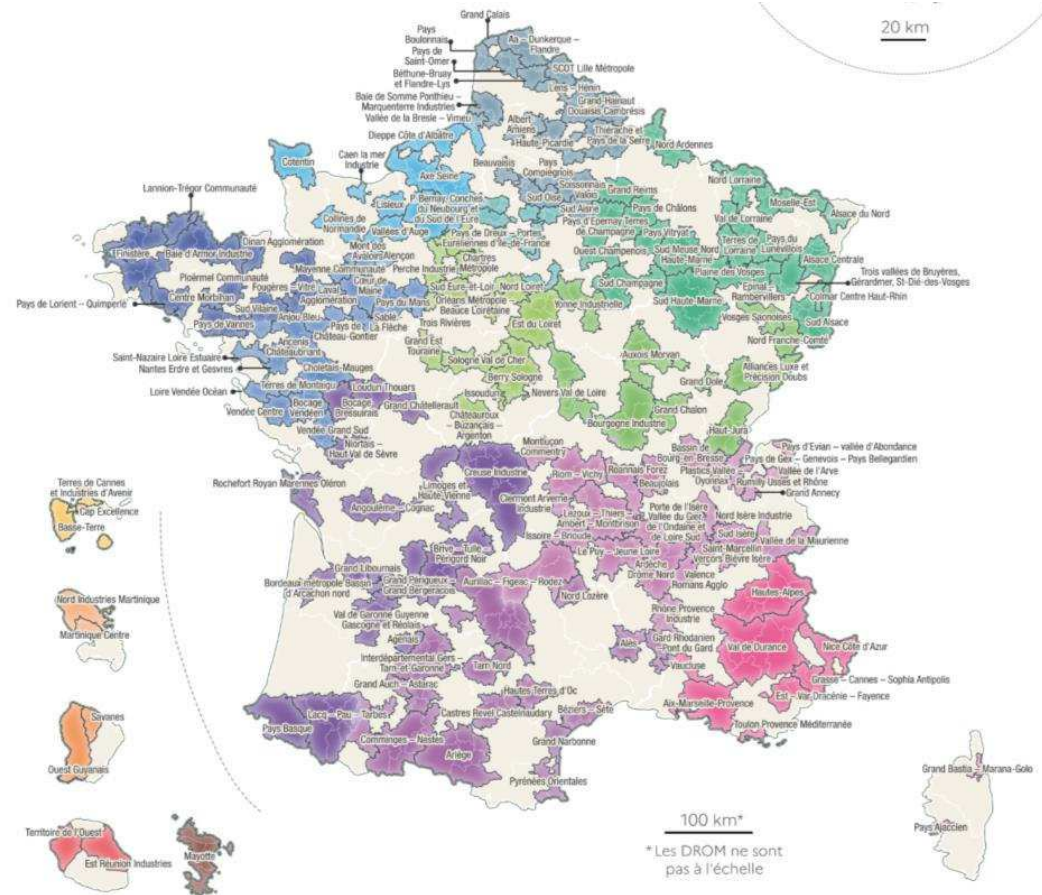 Grand Calais
20 km
Pays
Boulonnais
Aa – Dunkerque –
Flandre
Pays de
Saint-Omer
SCOT Lille Métropole
Béthune-Bruay
et Flandre-Lys
Lens – Hénin
Baie de Somme Ponthieu –
Marquenterre Industries
Grand-Hainaut
Douaisis Cambrésis
Vallée de la Bresle – Vimeu
Albert
Amiens
Dieppe Côte d'Albâtre
Haute-Picardie
Thiérache et
Pays de la Serre
Nord Ardennes
Cotentin
Caen la mer
Industrie
Axe Seine
Beauvaisis
Pays
Compiégnois
Soissonnais
Valois
Sud Oise
Sud Aisne
Grand Reims
Nord Lorraine
Moselle-Est
Alsace du Nord
Lannion-Trégor Communauté
Lisieux
P. Bernay, Conches
du Neubourg et
du Sud de l'Eure
Pays de Châlons
Val de Lorraine
Collines de
Normandie
Vallées d'Auge
Pays d'Épernay Terres
de Champagne
Pays Vitryat
Terres de
Lorraine
Pays du
Lunévillois
Pays de Dreux – Portes
Euréliennes d'Île-de-France
Ouest Champenois
Sud Meuse Nord
Haute-Marne
Alsace Centrale
Dinan Agglomération
Mont des
Avaloirs Alençon
Chartres
Métropole
Finistère
Baie d'Armor Industrie
Mayenne Communauté
Perche Industrie
Plaine des Vosges
Trois vallées de Bruyères,
Gérardmer, St-Dié-des-Vosges
Ploërmel Communauté
Fougères –
Vitré
Laval
Agglomération
Cœur de
Maine
Sud Eure-et-Loir
Nord Loiret
Sud Champagne
Epinal –
Rambervillers
Colmar Centre Haut-Rhin
Pays de Lorient – Quimperlé
Centre Morbihan
Pays du Mans
Orléans Métropole
Beauce Loirétaine
Yonne Industrielle
Sud Haute Marne
Vosges Saônoises
Sud Vilaine
Anjou Bleu
Sablé
La Flèche
Sud Alsace
Pays de Vannes
Pays de
Château-Gontier
Trois Rivières
Est du Loiret
Nord Franche-Comté
Ancenis
Châteaubriant
Grand Est
Touraine
Auxois Morvan
Saint-Nazaire Loire Estuaire
Nantes Erdre et Gesvres
Choletais-Mauges
Sologne Val de Cher
Alliances Luxe et
Précision Doubs
Loire Vendée Océan
Terres de Montaigu
Loudun Thouars
Berry Sologne
Grand Dole
Vendée Centre
Bocage
Vendéen
Bocage
Bressuirais
Grand Châtellerault
Issoudun
Nevers Val de Loire
Grand Chalon
Châteauroux
– Buzançais –
Argenton
Bourgogne Industrie
Haut-Jura
Vendée Grand Sud
Niortais –
Haut Val de Sèvre
Montluçon
Commentry
Bassin de
Bourg-en-Bresse
Pays d'Evian – vallée d'Abondance
Pays de Gex – Genevois – Pays Bellegardien
Creuse Industrie
Riom – Vichy
Roannais Forez
Beaujolais
Plastics Vallée
Oyonnax
Vallée de l'Arve
Rumilly Usses et Rhône
Grand Annecy
Rochefort Royan Marennes Oléron
Limoges et
Haute-Vienne
Clermont Arverne
Industrie
Terres de Cannes
et Industries d'Avenir
Cap Excellence
Basse-Terre
Angoulême – Cognac
Lezoux – Thiers –
Ambert – Montbrison
Porte de l'Isère
Vallée du Gier
de l'Ondaine et
de Loire Sud
Nord Isère Industrie
Sud Isère
Issoire – Brioude
Saint-Marcellin
Vercors Bièvre Isère
Vallée de la Maurienne
Brive – Tulle –
Périgord Noir
Le Puy – Jeune Loire
Ardèche
Grand Libournais
Drôme Nord
Valence
Romans Agglo
Bordeaux métropole Bassin
d'Arcachon nord
Grand Périgueux –
Grand Bergeracois
Aurillac – Figeac – Rodez
Nord Lozère
Hautes-Alpes
Nord Industries Martinique
Martinique Centre
Val de Garonne Guyenne
Gascogne et Réolais
Rhône Provence
Industrie
Agenais
Alès
Gard Rhodanien
– Pont du Gard
Val de Durance
Nice Côte d'Azur
Interdépartemental Gers –
Tarn-et-Garonne
Tarn Nord
Vaucluse
Grasse – Cannes – Sophia Antipolis
Grand Auch – Astarac
Hautes Terres d'Oc
Aix-Marseille-Provence
Est – Var Dracénie – Fayence
Savanes
Ouest Guyanais
Pays Basque
Lacq – Pau – Tarbes
Castres Revel Castelnaudary
Béziers – Sète
Toulon Provence Méditerranée
Comminges – Nestes
Ariège
Grand Narbonne
Grand Bastia – Marana-Golo
Pyrénées Orientales
100 km*
Pays Ajaccien
Territoire de l'Ouest
Est Réunion Industries
Mayotte
* Les DROM ne sont
pas à l'échelle